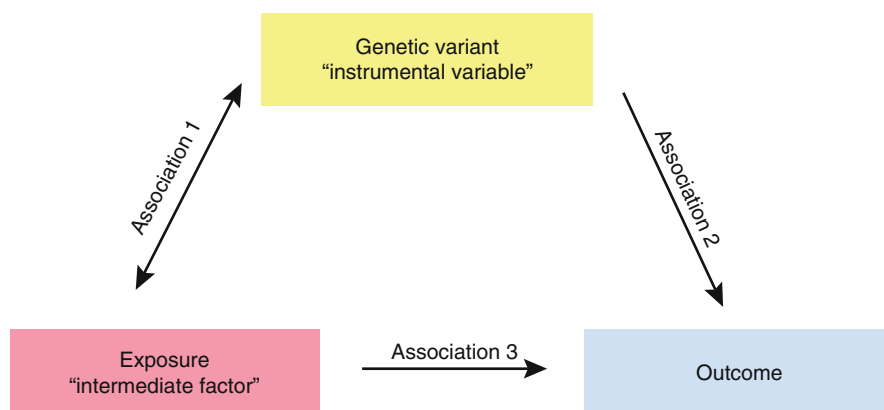 Genetic variant
“instrumental variable”
Association 1
Association 2
Association 3
Exposure
“intermediate factor”
Outcome